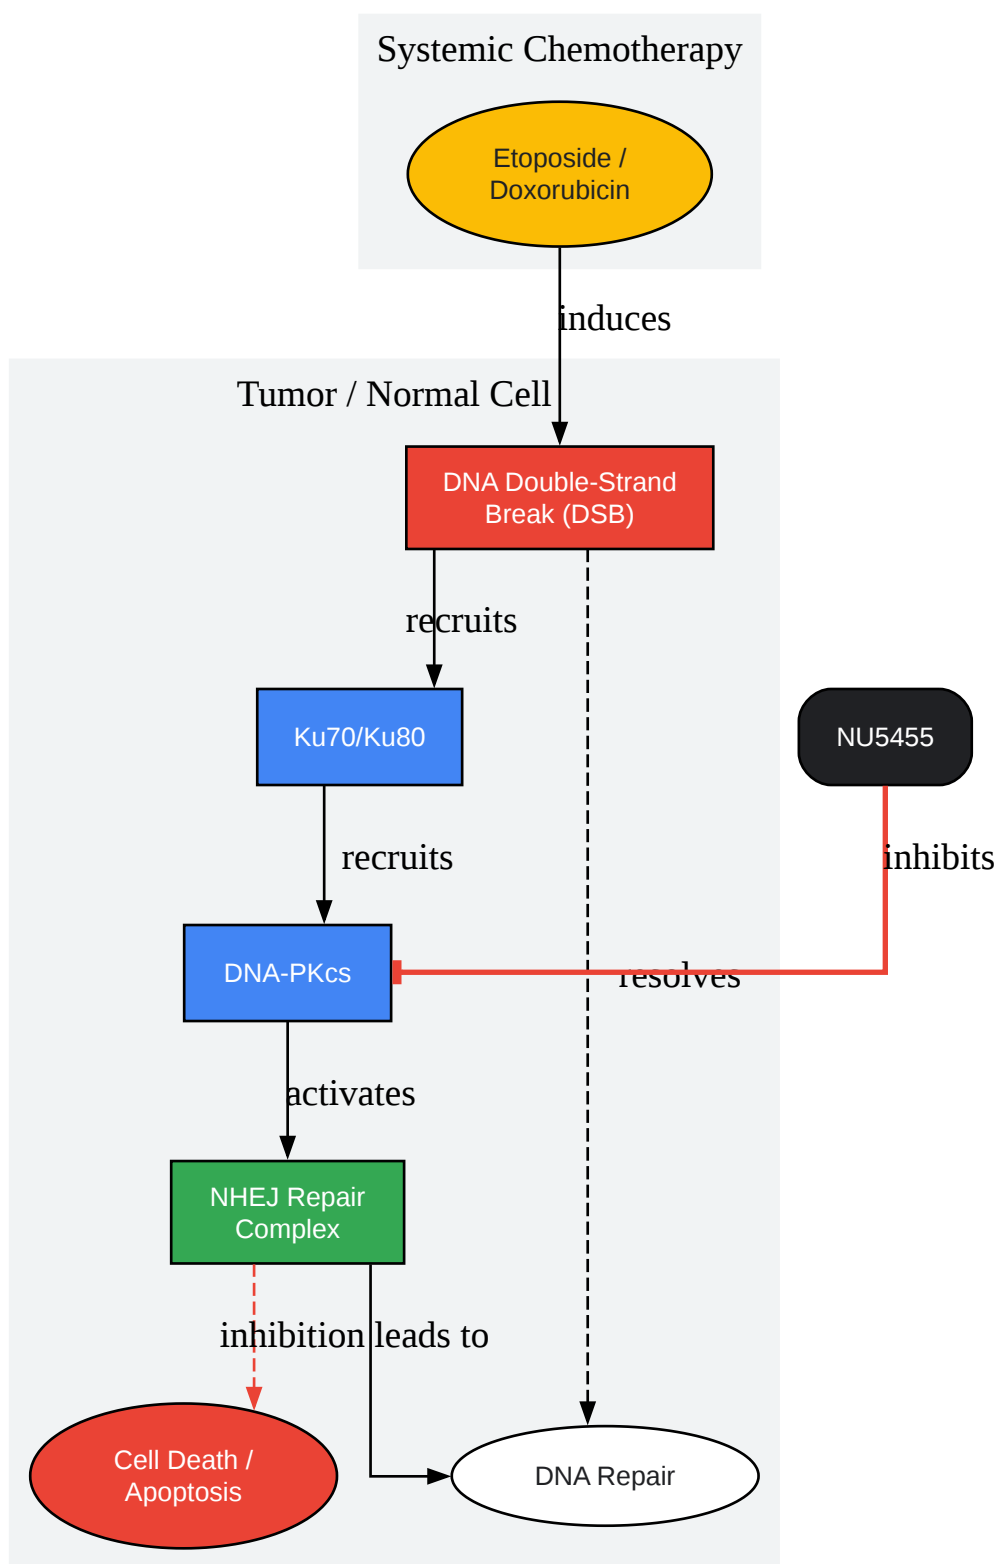 Systemic Chemotherapy
Etoposide /
Doxorubicin
induces
Tumor / Normal Cell
DNA Double-Strand
Break (DSB)
recruits
Ku70/Ku80
NU5455
recruits
inhibits
DNA-PKcs
resolves
activates
NHEJ Repair
Complex
inhibition leads to
Cell Death /
Apoptosis
DNA Repair